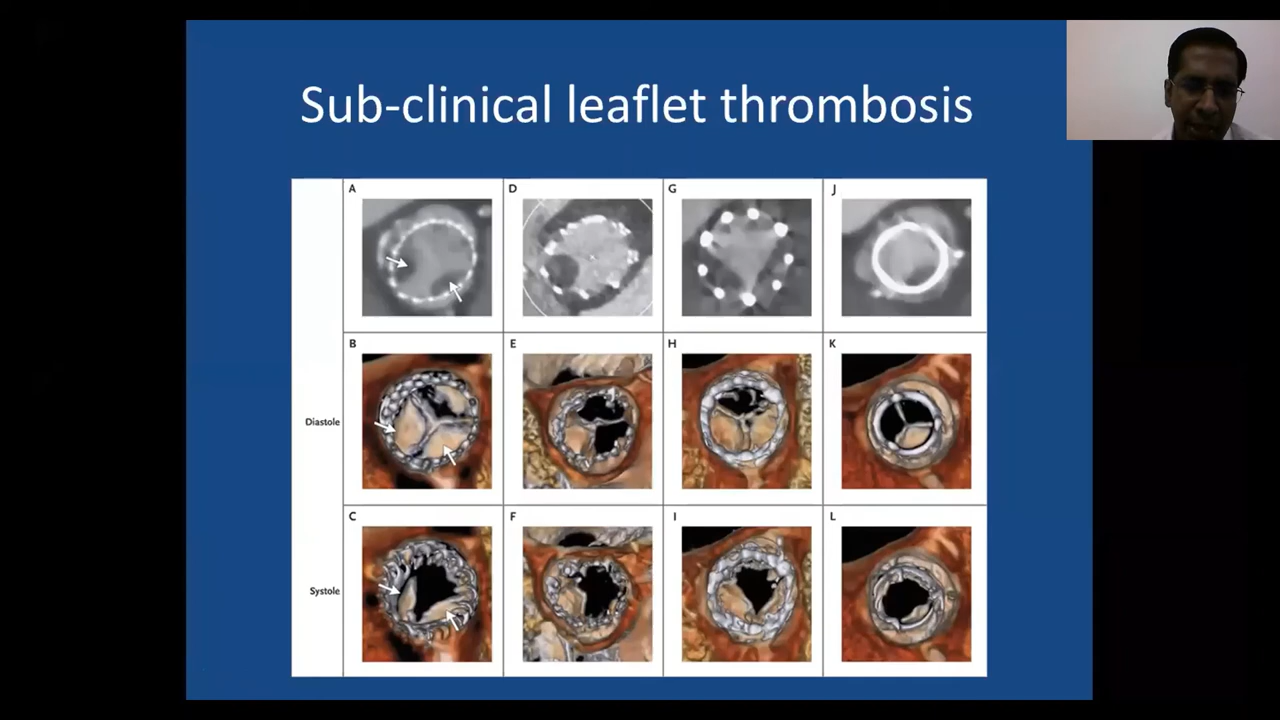 Sub-clinical leaflet thrombosis
A D G J
B E H K
Diastole
C F I L
Systole